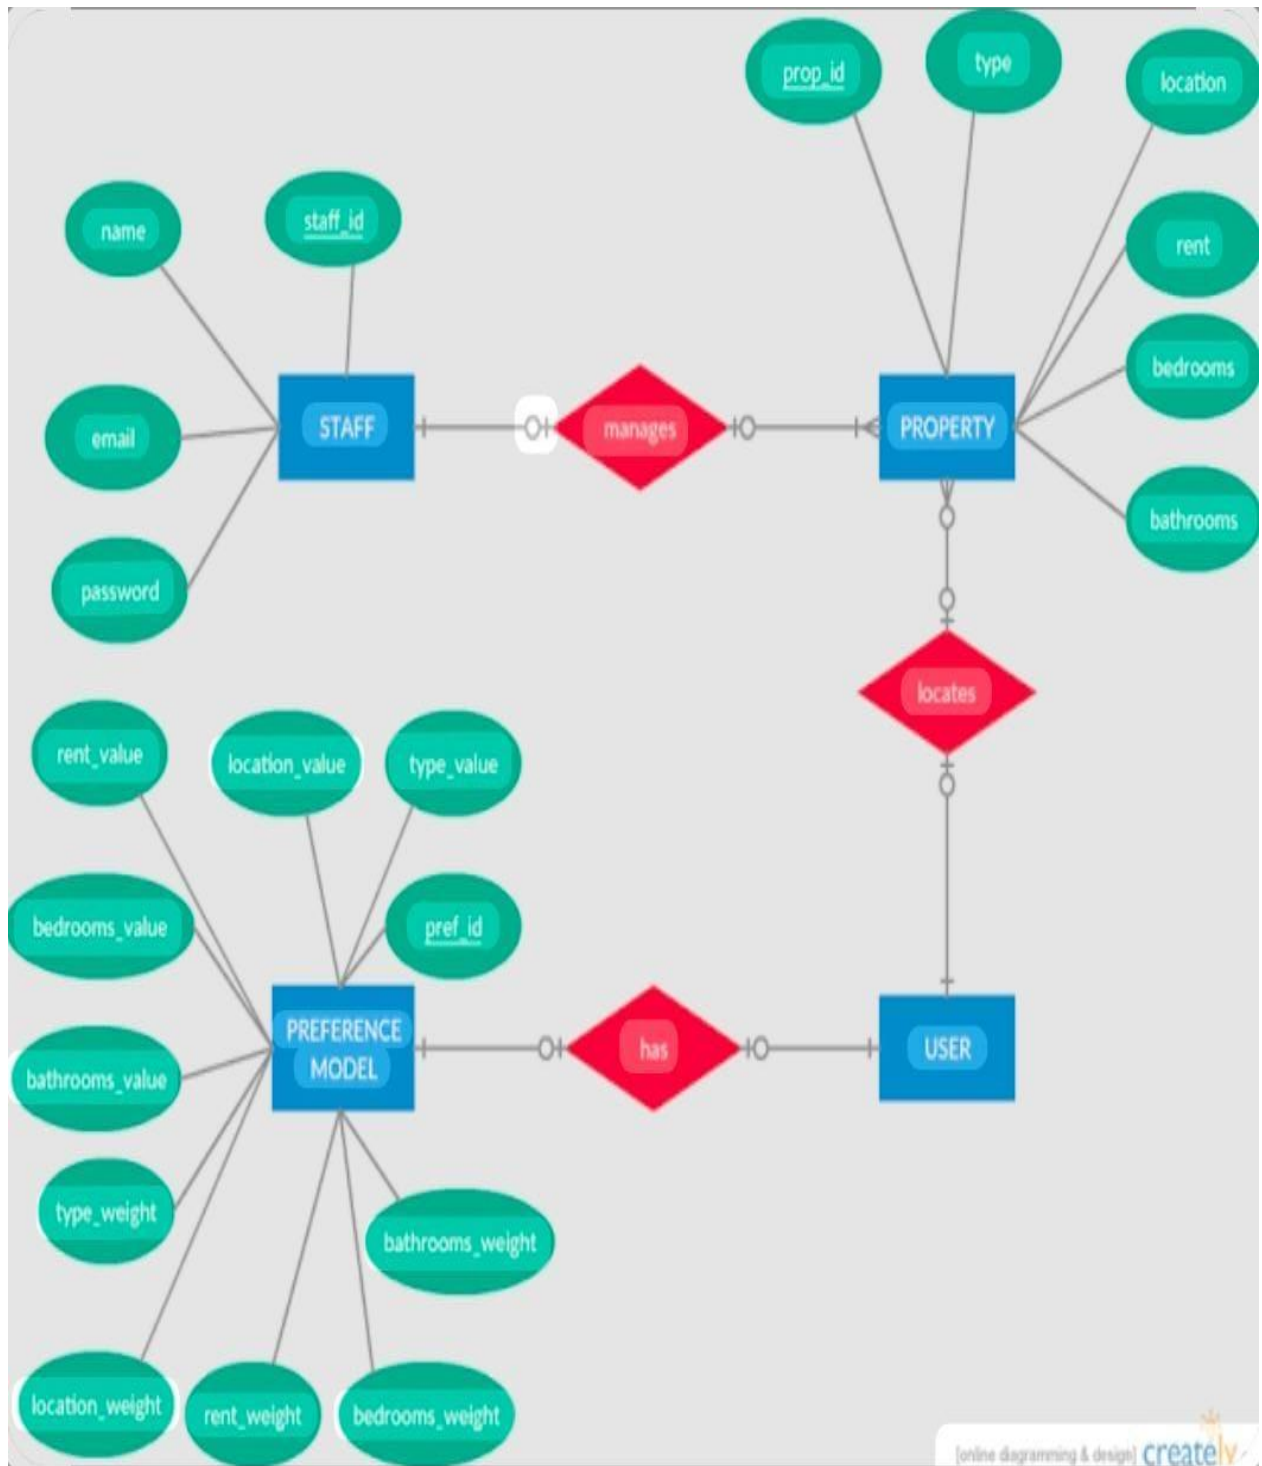 prop_id
type
location
name
staff_id
rent
bedrooms
email
STAFF
manages
PROPERTY
bathrooms
password
locates
rent_value
location_value
type_value
bedrooms_value
pref_id
PREFERENCE
MODEL
has
USER
bathrooms_value
type_weight
bathrooms_weight
location_weight
rent_weight
bedrooms_weight
[online diagramming & design] creately